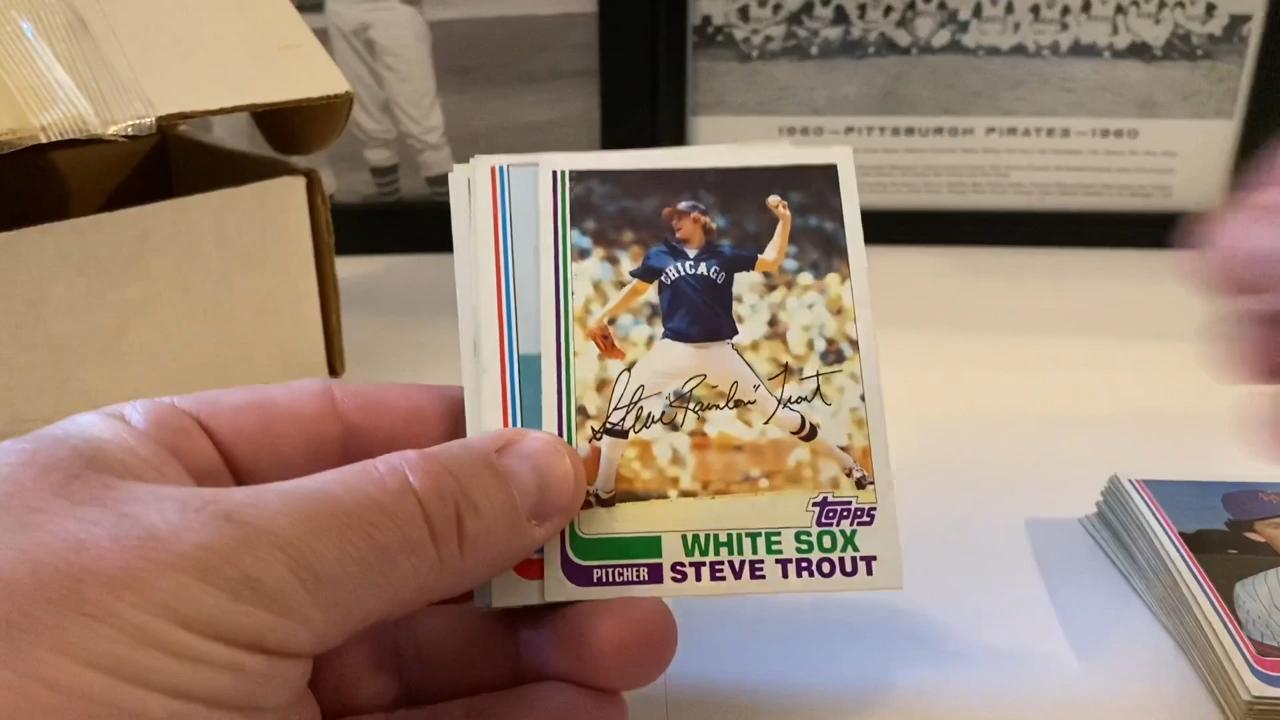 1960—PITTSBURGH PIRATES—1960
CHICAGO
Steve "Rainbow" Trout
topps
WHITE SOX
PITCHER STEVE TROUT